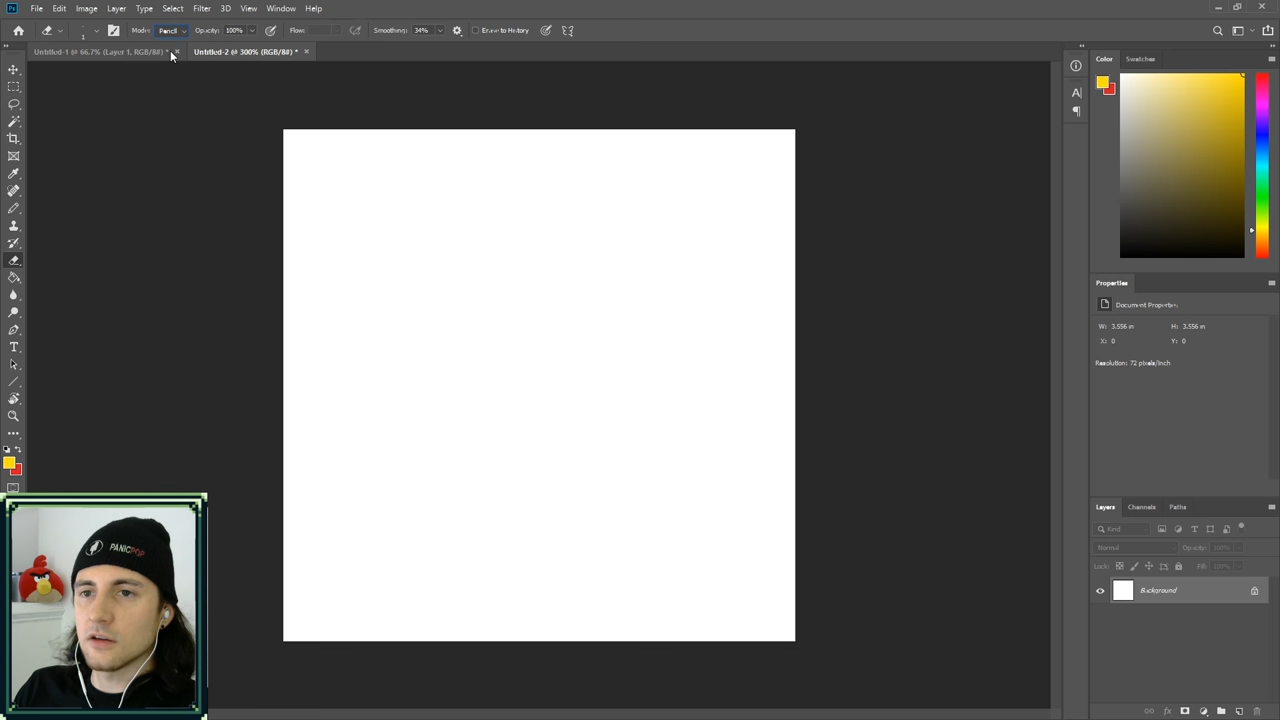 File Edit Image Layer Type Select Filter 3D View Window Help
Mode: Pencil Opacity: 100% Flow: Smoothing: 34% Erase to History
Untitled-1 @ 66.7% (Layer 1, RGB/8#) * Untitled-2 @ 300% (RGB/8#) *
Color Swatches
Properties
Document Properties
W: 3.556 in H: 3.556 in
X: 0 Y: 0
Resolution: 72 pixels/inch
Layers Channels Paths
Kind
Normal Opacity: 100%
Lock: Fill: 100%
Background
PANICPOP